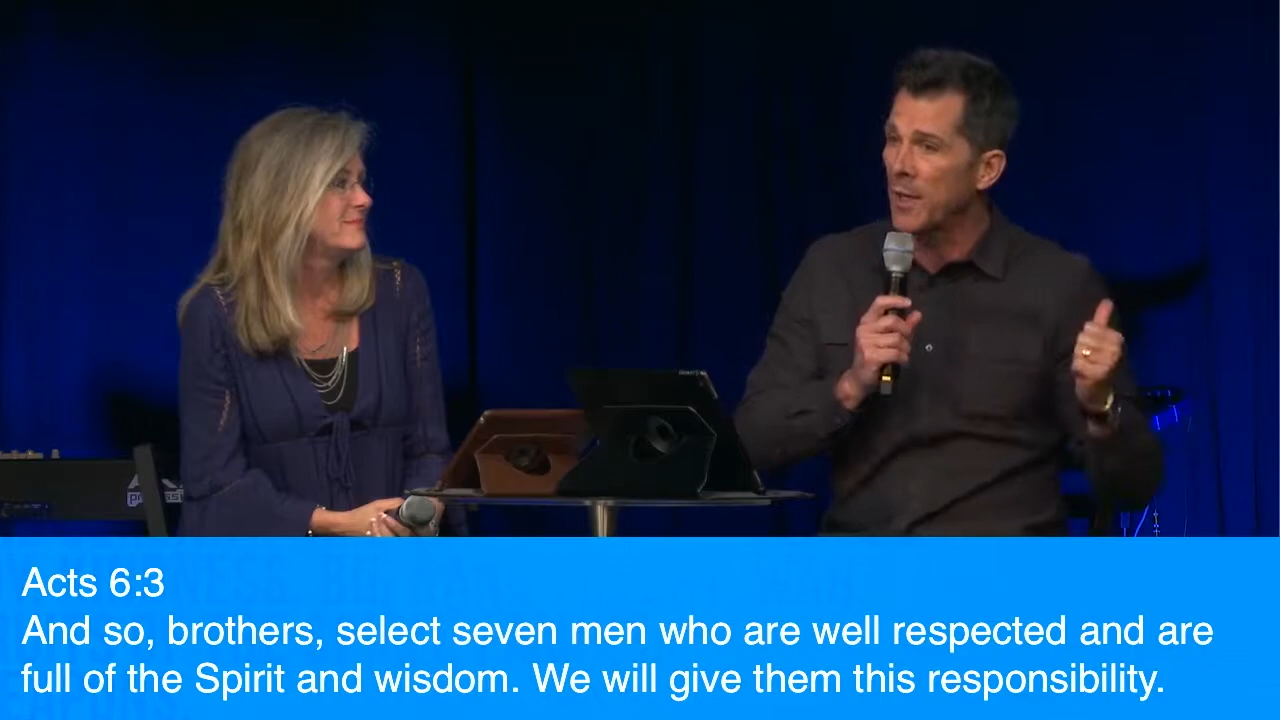 Acts 6:3
And so, brothers, select seven men who are well respected and are
full of the Spirit and wisdom. We will give them this responsibility.